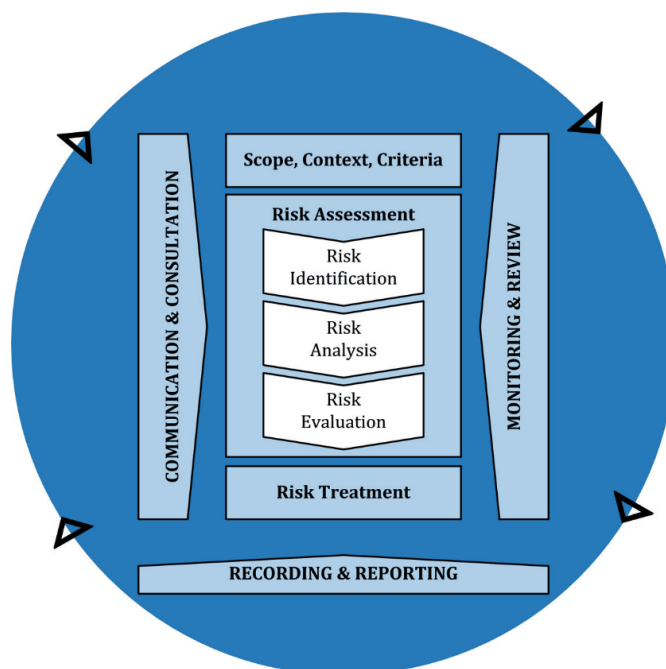 Scope, Context, Criteria
Risk Assessment
Risk
Identification
Risk
Analysis
Risk
Evaluation
Risk Treatment
COMMUNICATION & CONSULTATION
MONITORING & REVIEW
RECORDING & REPORTING